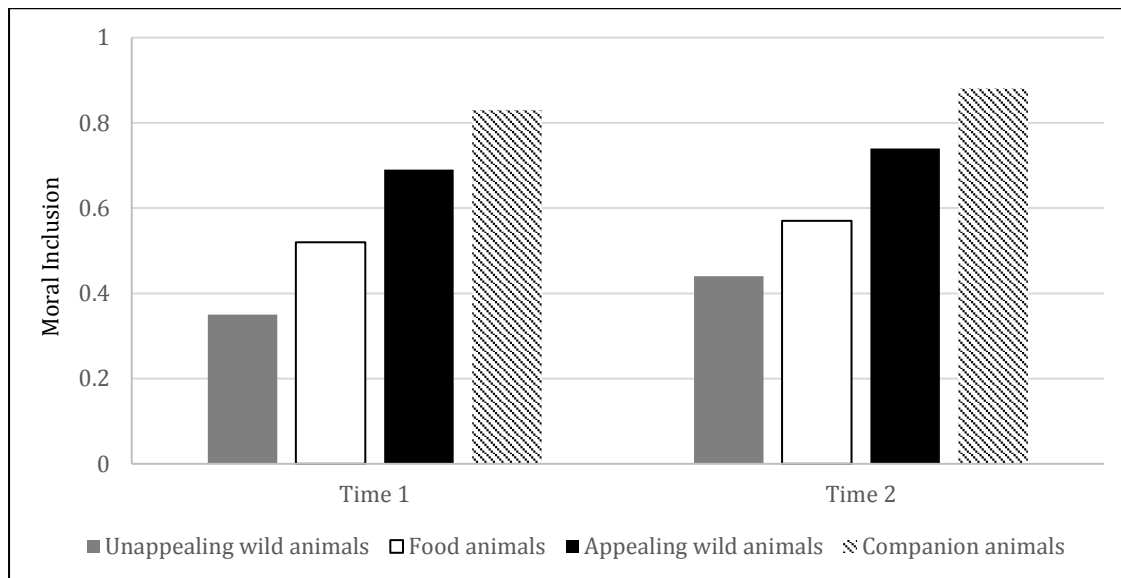 1
0.8
0.6
0.4
0.2
0
Moral Inclusion
Time 1 Time 2
Unappealing wild animals Food animals Appealing wild animals Companion animals